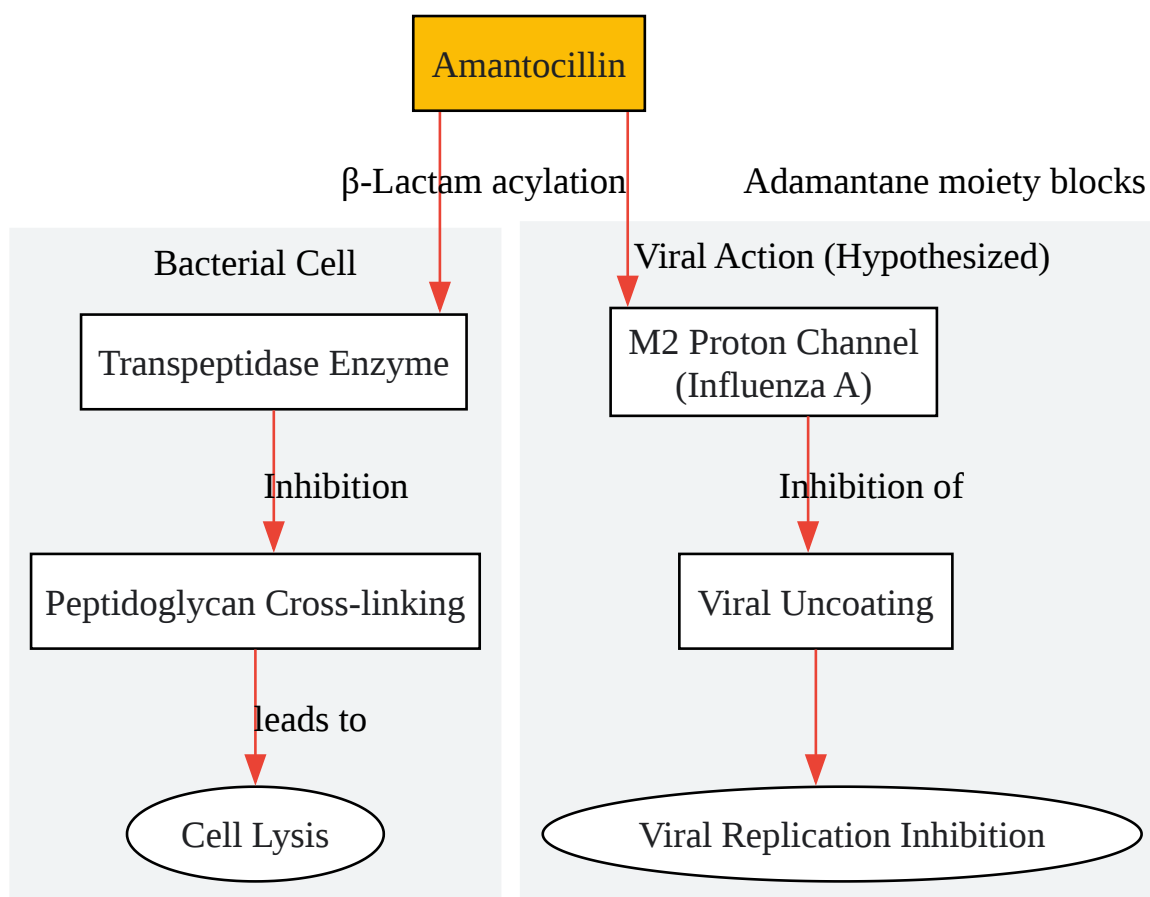 Amantocillin
β-Lactam acylation
Adamantane moiety blocks
Bacterial Cell
Viral Action (Hypothesized)
Transpeptidase Enzyme
M2 Proton Channel
(Influenza A)
Inhibition
Inhibition of
Peptidoglycan Cross-linking
Viral Uncoating
leads to
Cell Lysis
Viral Replication Inhibition